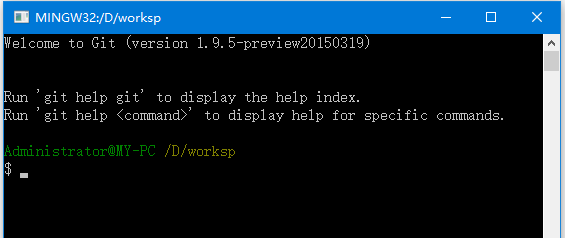 MINGW32:/D/worksp
Welcome to Git (version 1.9.5-preview20150319)
Run 'git help git' to display the help index.
Run 'git help <command>' to display help for specific commands.
Administrator@MY-PC /D/worksp
$